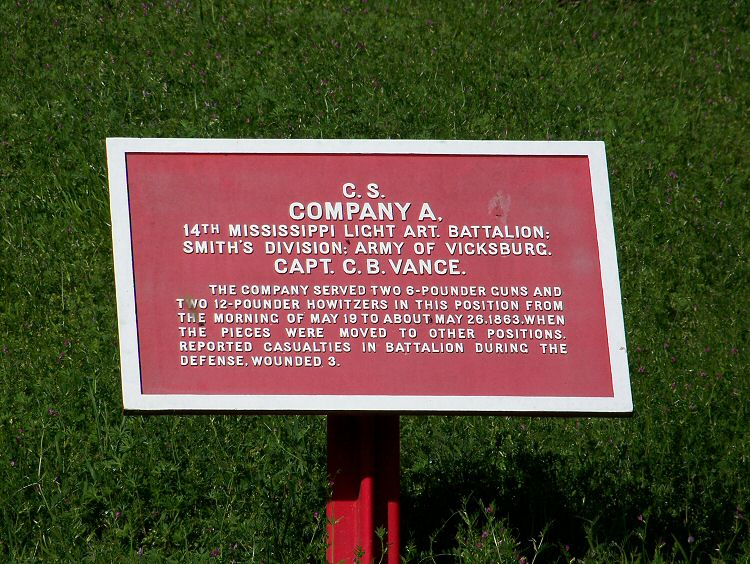 C. S.
COMPANY A.
14TH MISSISSIPPI LIGHT ART. BATTALION;
SMITH'S DIVISION: ARMY OF VICKSBURG.
CAPT. C. B. VANCE.
THE COMPANY SERVED TWO 6-POUNDER GUNS AND
TWO 12-POUNDER HOWITZERS IN THIS POSITION FROM
THE MORNING OF MAY 19 TO ABOUT MAY 26.1863.WHEN
THE PIECES WERE MOVED TO OTHER POSITIONS.
REPORTED CASUALTIES IN BATTALION DURING THE
DEFENSE, WOUNDED 3.